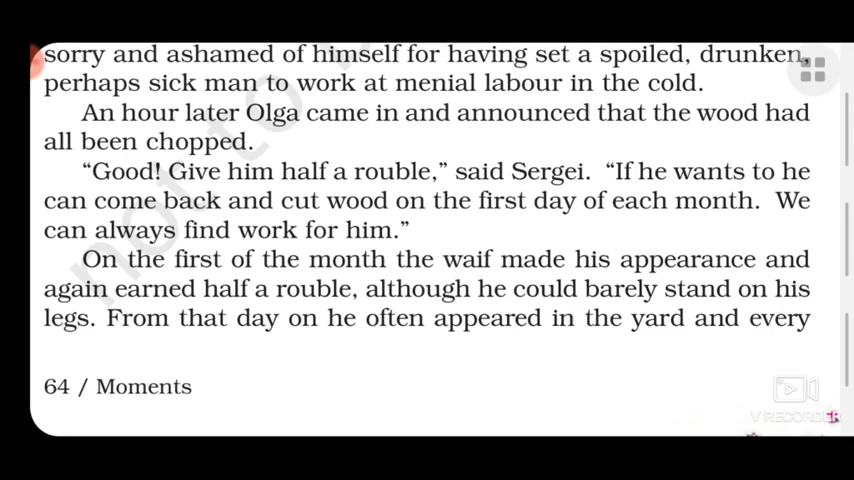 sorry and ashamed of himself for having set a spoiled, drunken,
perhaps sick man to work at menial labour in the cold.
An hour later Olga came in and announced that the wood had
all been chopped.
“Good! Give him half a rouble,” said Sergei. “If he wants to he
can come back and cut wood on the first day of each month. We
can always find work for him.”
On the first of the month the waif made his appearance and
again earned half a rouble, although he could barely stand on his
legs. From that day on he often appeared in the yard and every
64 / Moments
not to
V RECORDER